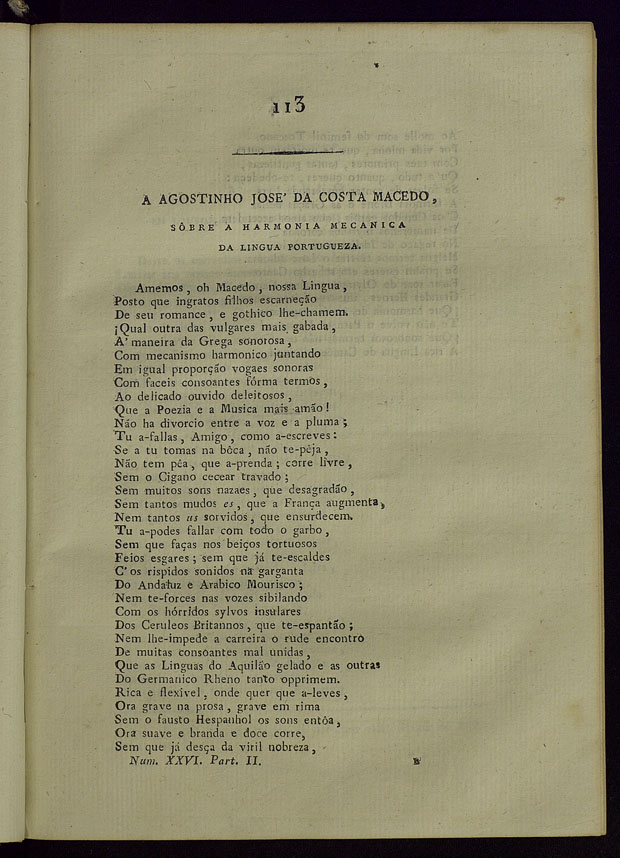 113
A AGOSTINHO JOSE' DA COSTA MACEDO,
SÔBRE A HARMONIA MECANICA
DA LINGUA PORTUGUEZA.
Amemos, oh Macedo, nossa Lingua,
Posto que ingratos filhos escarneção
De seu romance, e gothico lhe-chamem.
¡Qual outra das vulgares mais gabada,
A' maneira da Grega sonorosa,
Com mecanismo harmonico juntando
Em igual proporção vogaes sonoras
Com faceis consoantes fórma termos,
Ao delicado ouvido deleitosos,
Que a Poezia e a Musica mais amão!
Não ha divorcio entre a voz e a pluma;
Tu a-fallas, Amigo, como a-escreves:
Se a tu tomas na bôca, não te-pêja,
Não tem pêa, que a-prenda; corre livre,
Sem o Cigano cecear travado;
Sem muitos sons nazaes, que desagradão,
Sem tantos mudos es, que a França augmenta,
Nem tantos us sorvidos, que ensurdecem.
Tu a-podes fallar com todo o garbo,
Sem que faças nos beiços tortuosos
Feios esgares; sem que já te-escaldes
C'os rispidos sonidos na garganta
Do Andaluz e Arabico Mourisco;
Nem te-forces nas vozes sibilando
Com os hórridos sylvos insulares
Dos Ceruleos Britannos, que te-espantão;
Nem lhe-impede a carreira o rude encontro
De muitas consoantes mal unidas,
Que as Linguas do Aquilão gelado e as outras
Do Germanico Rheno tanto opprimem.
Rica e flexível, onde quer que a-leves,
Ora grave na prosa, grave em rima
Sem o fausto Hespanhol os sons entôa,
Ora suave e branda e doce corre,
Sem que já desça da viril nobreza,
Num. XXVI. Part. II. B